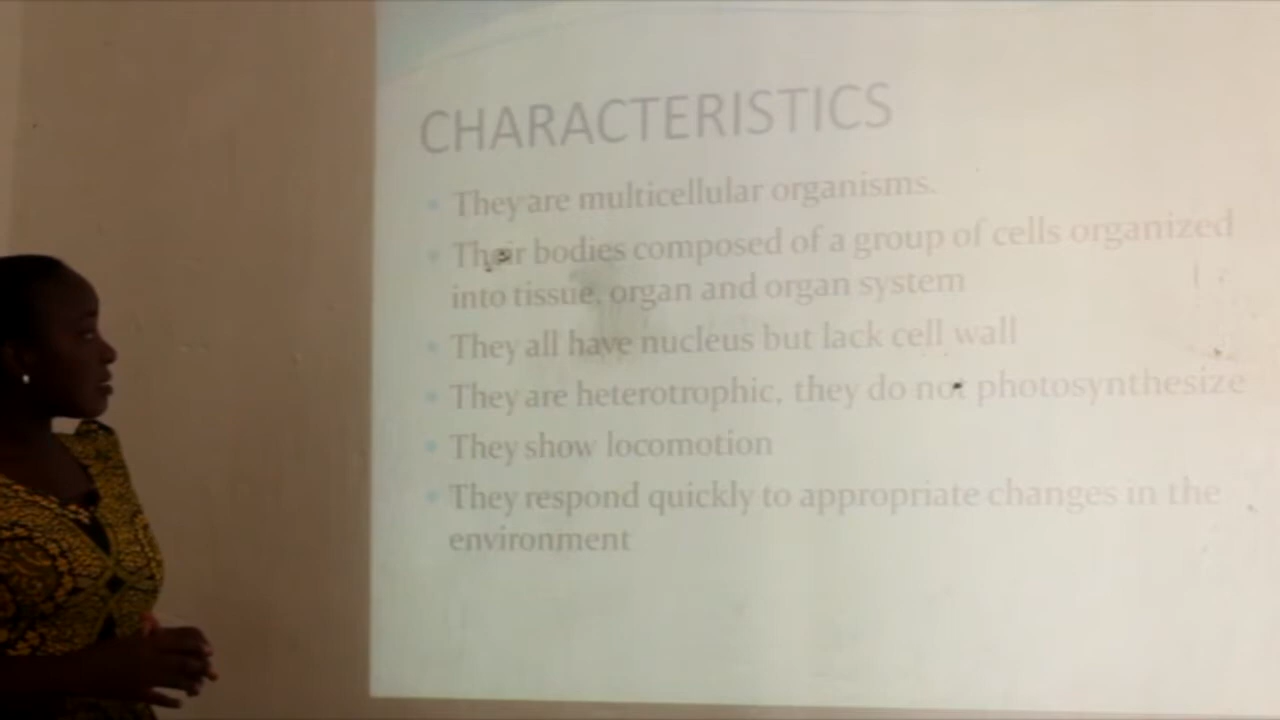 CHARACTERISTICS
• They are multicellular organisms.
• Their bodies composed of a group of cells organized
into tissue, organ and organ system
• They all have nucleus but lack cell wall
• They are heterotrophic, they do not photosynthesize
• They show locomotion
• They respond quickly to appropriate changes in the
environment